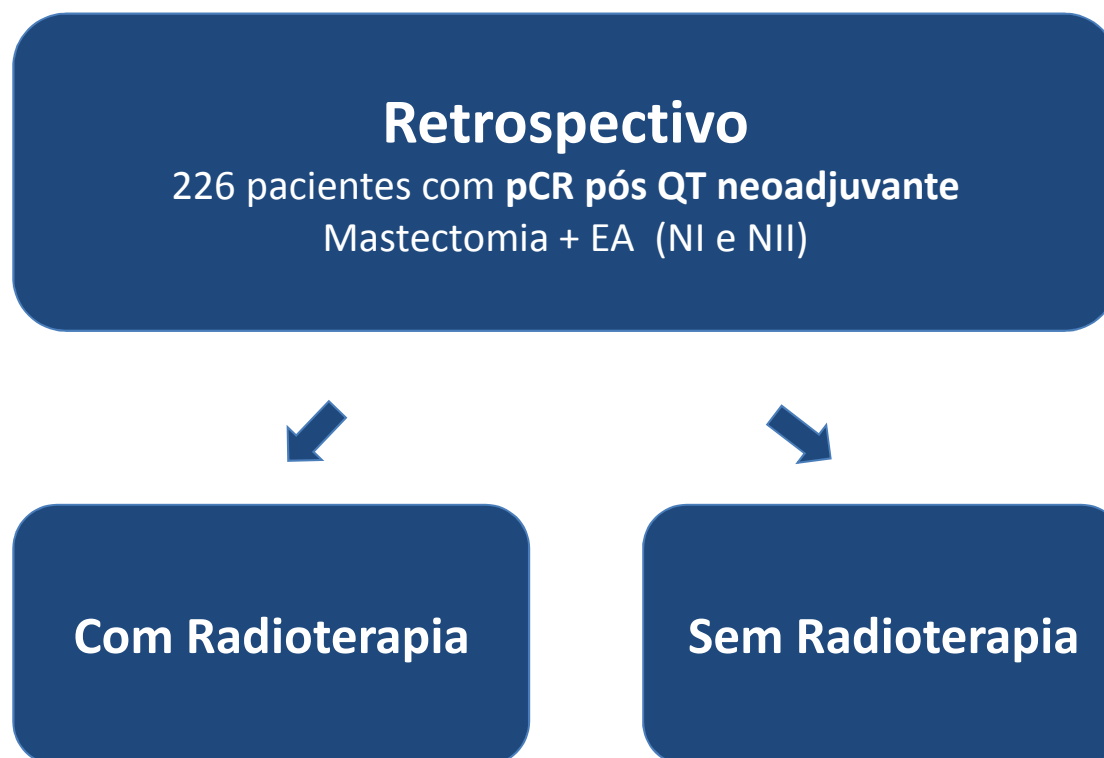 Retrospectivo
226 pacientes com pCR pós QT neoadjuvante
Mastectomia + EA (NI e NII)
Com Radioterapia
Sem Radioterapia